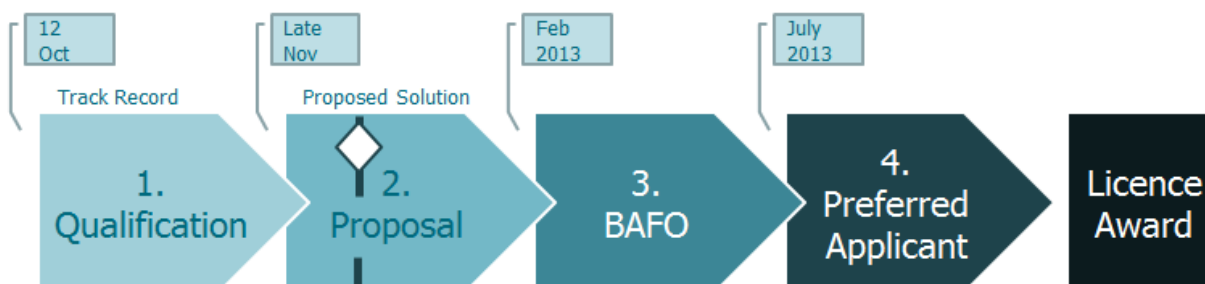 12
Oct
Late
Nov
Feb
2013
July
2013
Track Record
Proposed Solution
1.
Qualification
2.
Proposal
3.
BAFO
4.
Preferred
Applicant
Licence
Award